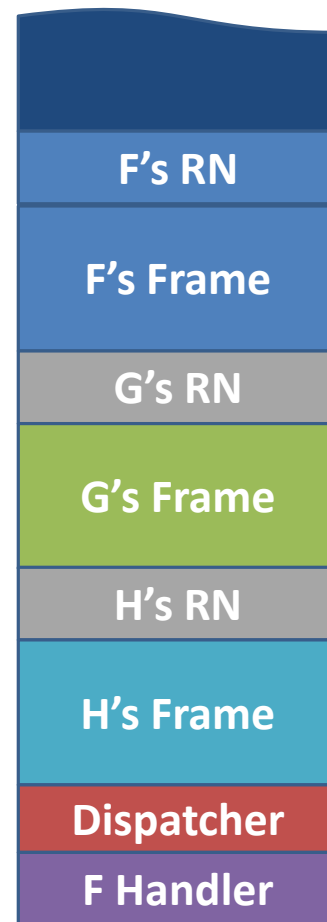 F’s RN
F’s Frame
G’s RN
G’s Frame
H’s RN
H’s Frame
Dispatcher
F Handler